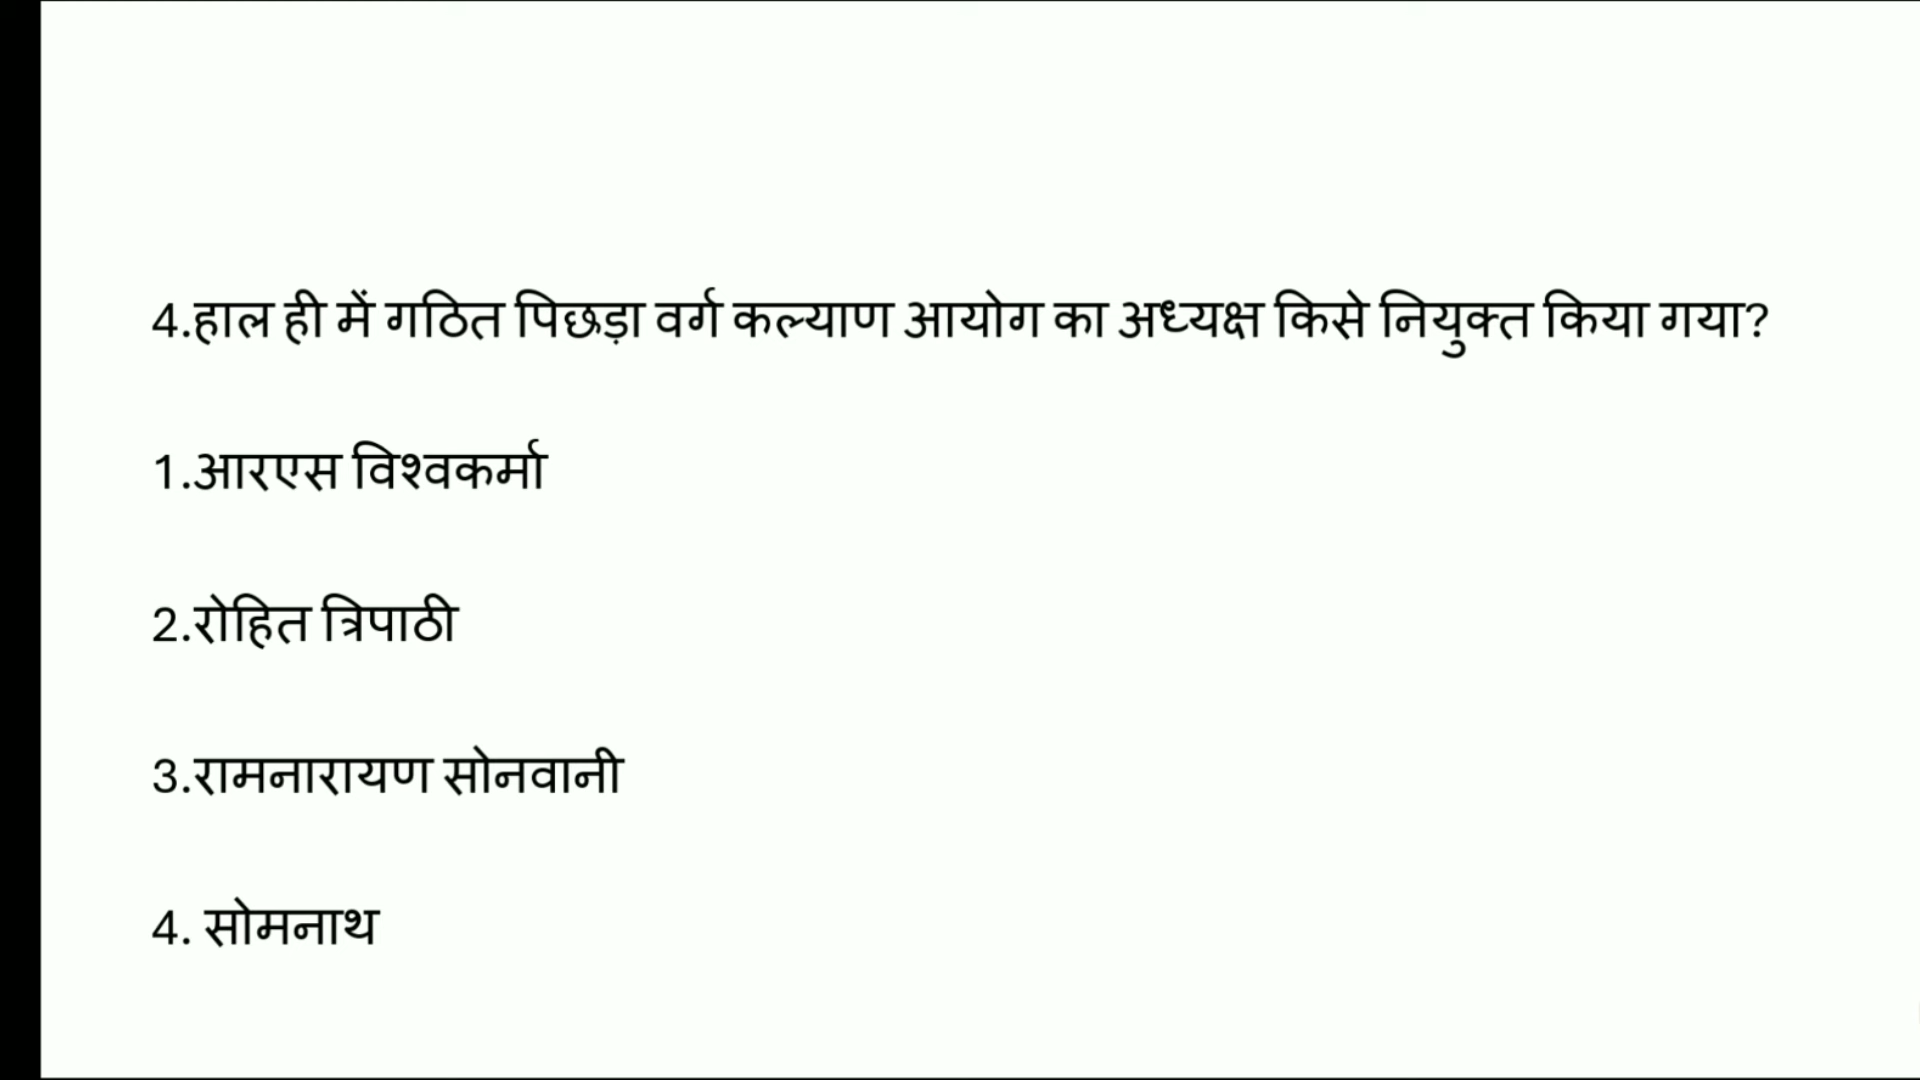 4.हाल ही में गठित पिछड़ा वर्ग कल्याण आयोग का अध्यक्ष किसे नियुक्त किया गया?
1.आरएस विश्वकर्मा
2.रोहित त्रिपाठी
3.रामनारायण सोनवानी
4. सोमनाथ